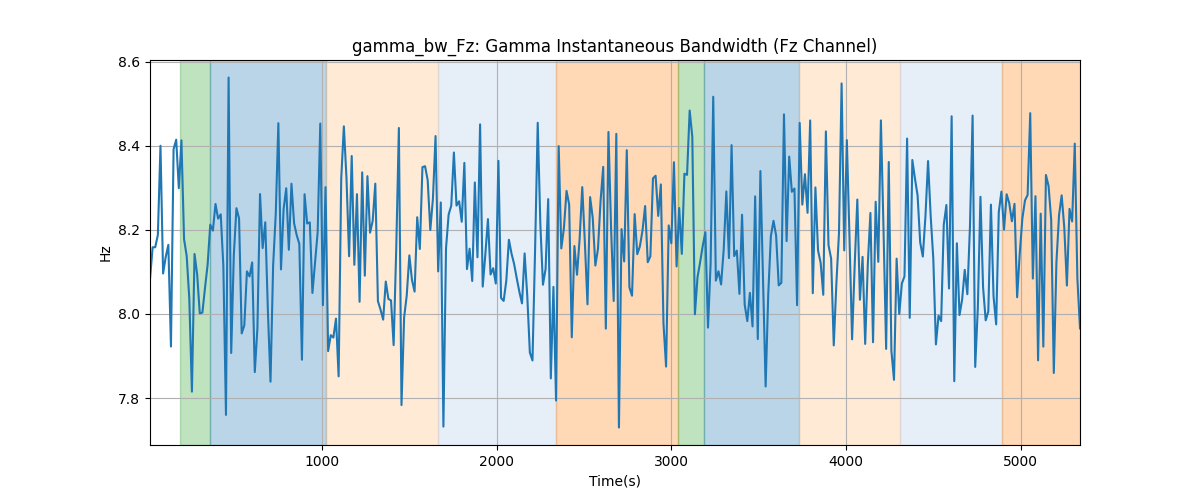 gamma_bw_Fz: Gamma Instantaneous Bandwidth (Fz Channel)
8.6
8.4
8.2
8.0
7.8
Hz
1000 2000 3000 4000 5000
Time(s)